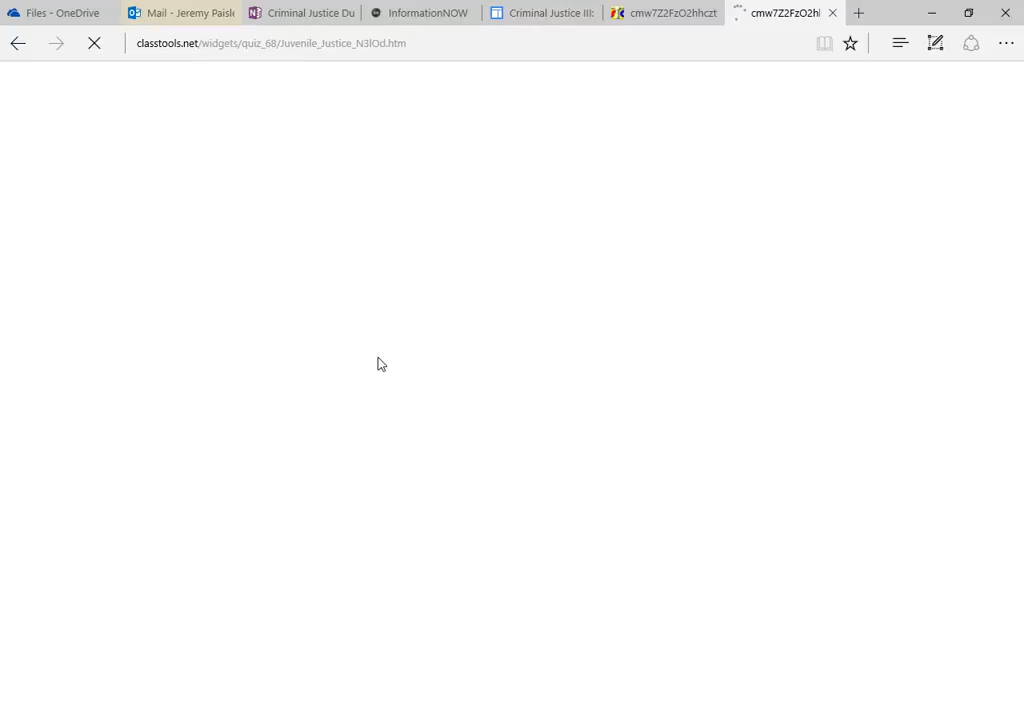 Files - OneDrive
Mail - Jeremy Paisle
Criminal Justice Du
InformationNOW
Criminal Justice III:
cmw7Z2FzO2hhczt
cmw7Z2FzO2hl
classtools.net/widgets/quiz_68/Juvenile_Justice_N3lOd.htm